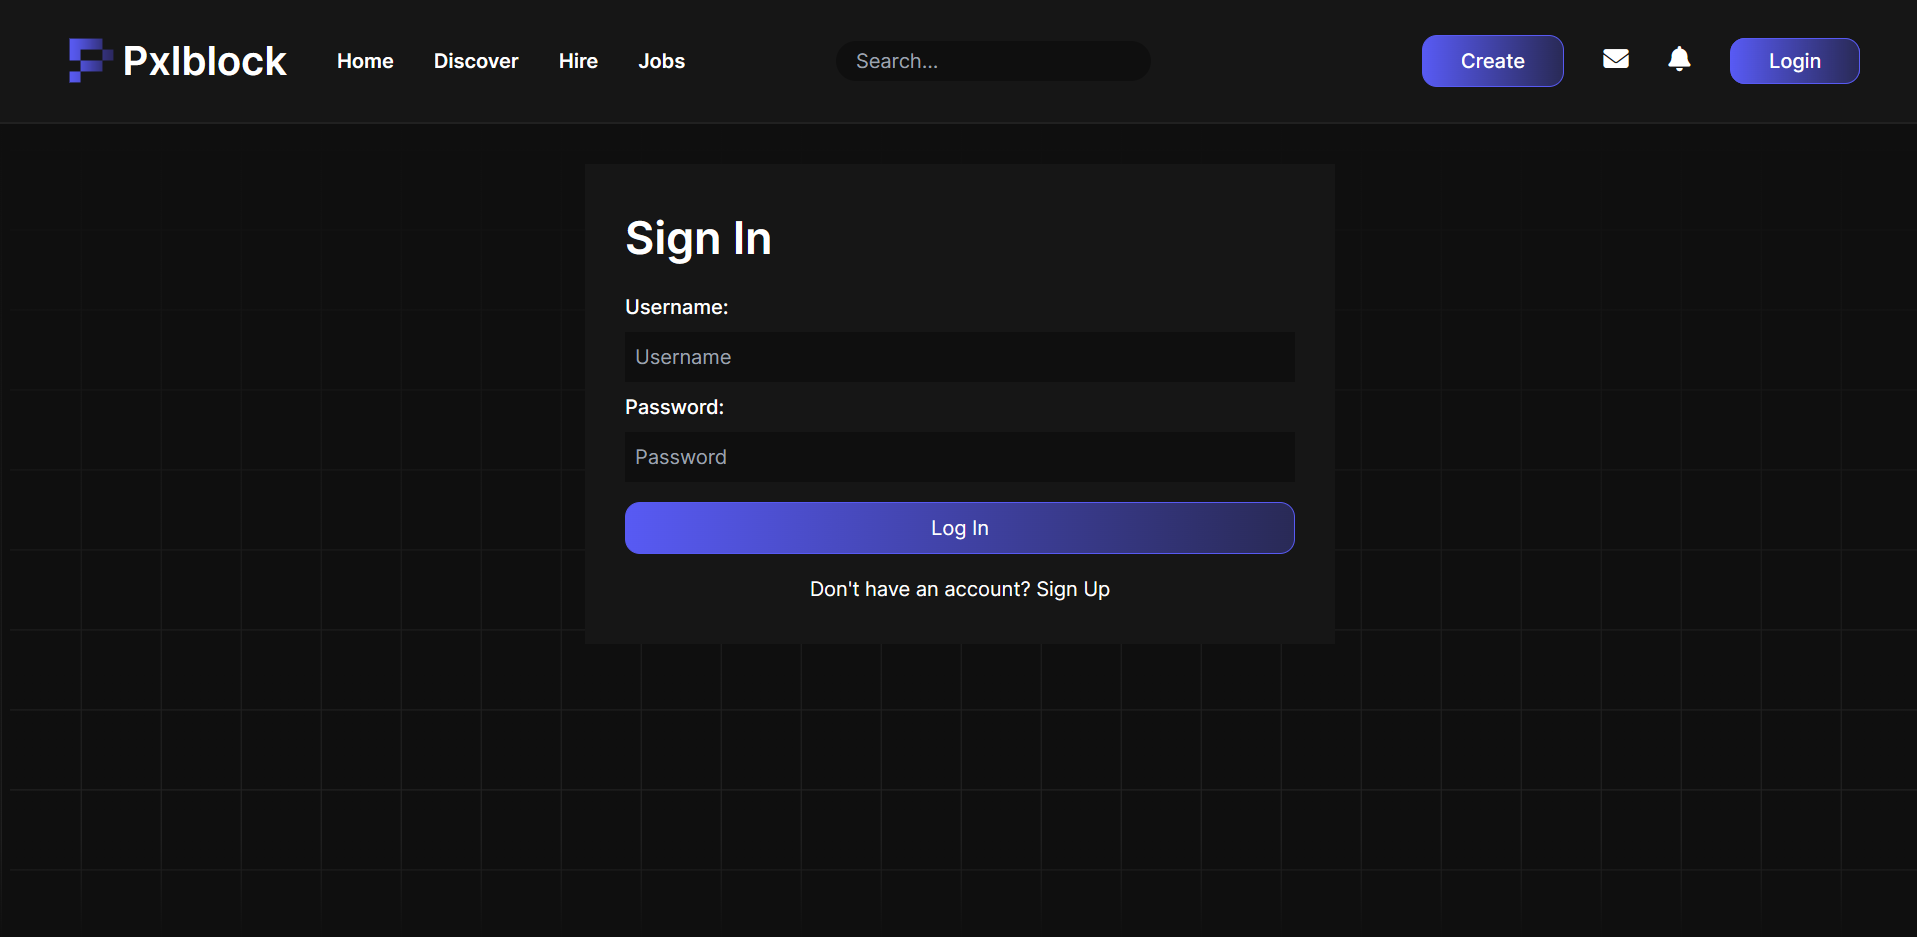 Pxlblock Home Discover Hire Jobs Search... Create Login
Sign In
Username:
Username
Password:
Password
Log In
Don't have an account? Sign Up